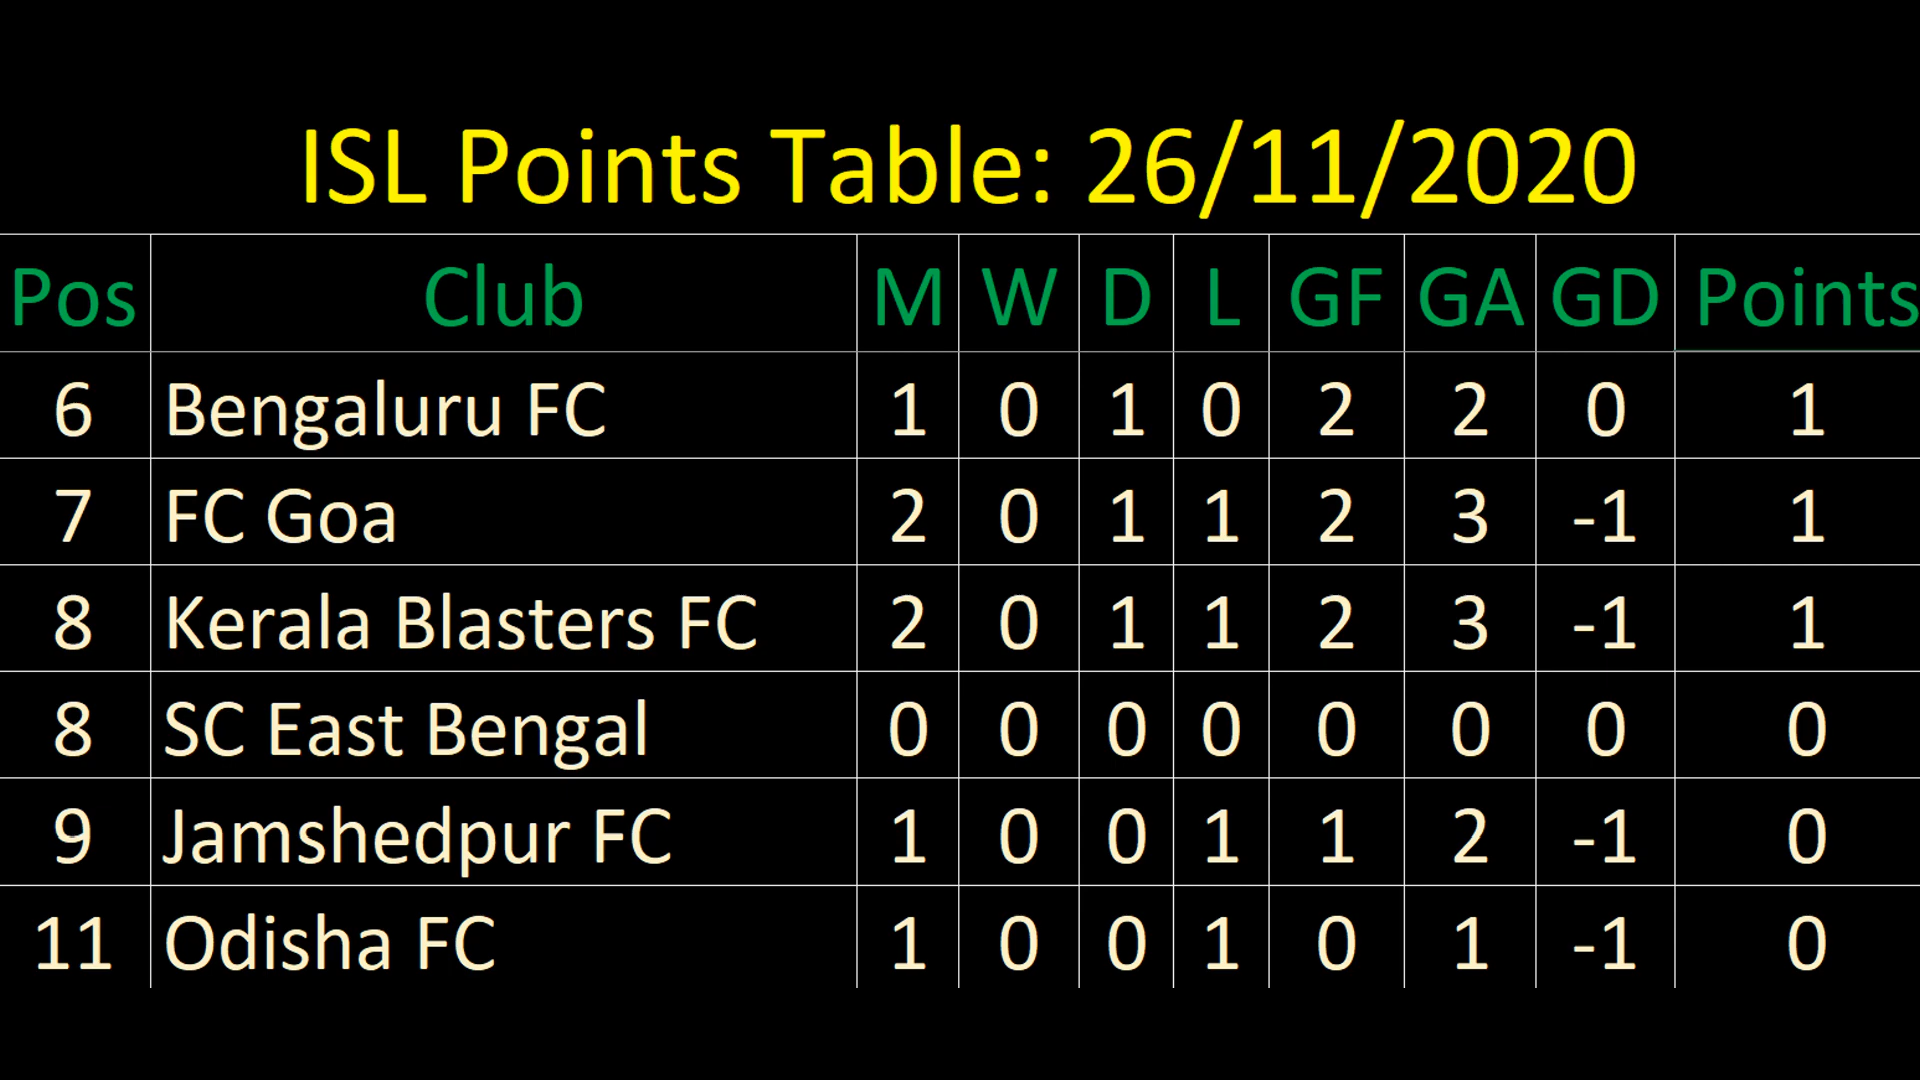 ISL Points Table: 26/11/2020
Pos Club M W D L GF GA GD Points
6 Bengaluru FC 1 0 1 0 2 2 0 1
7 FC Goa 2 0 1 1 2 3 -1 1
8 Kerala Blasters FC 2 0 1 1 2 3 -1 1
8 SC East Bengal 0 0 0 0 0 0 0 0
9 Jamshedpur FC 1 0 0 1 1 2 -1 0
11 Odisha FC 1 0 0 1 0 1 -1 0